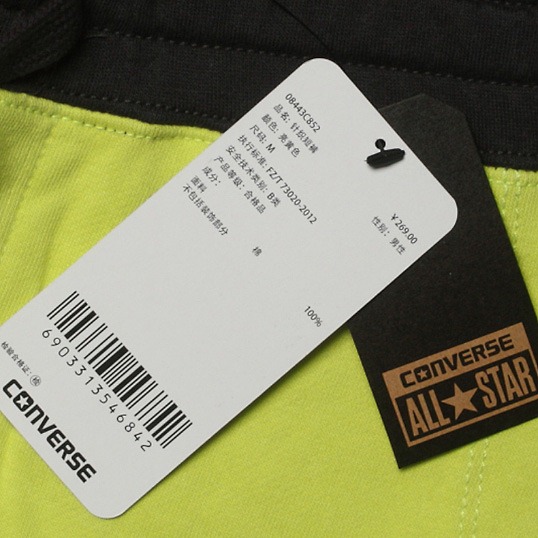 08443C852
品名: 针织短裤
颜色: 亮黄色
尺码: M
执行标准: FZ/T 73020-2012
安全技术类别: B类
产品等级: 合格品
成分:
面料
不包括装饰部分
棉
100%
¥269.00
性别: 男性
6903313546842
检验合格证: 检
CONVERSE
CONVERSE
ALL★STAR